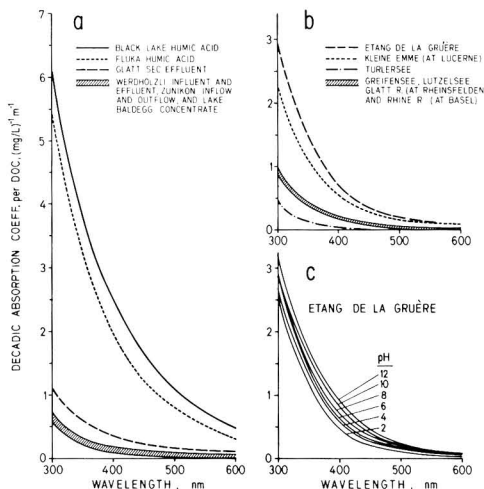 a
BLACK LAKE HUMIC ACID
FLUKA HUMIC ACID
GLATT SEC EFFLUENT
WERDHÖLZLI INFLUENT AND
EFFLUENT, ZUNIKON INFLOW
AND OUTFLOW, AND LAKE
BALDEGG CONCENTRATE
DECADIC ABSORPTION COEFF. per DOC, (mg/L)⁻¹ m⁻¹
7
6
5
4
3
2
1
0
300 400 500 600
WAVELENGTH, nm
b
ETANG DE LA GRUÈRE
KLEINE EMME (AT LUCERNE)
TURLERSEE
GREIFENSEE, LUTZELSEE
GLATT R. (AT RHEINSFELDEN
AND RHINE R. (AT BASEL)
3
2
1
0
300 400 500 600
c
ETANG DE LA GRUÈRE
pH
12
10
8
6
4
2
3
2
1
0
300 400 500 600
WAVELENGTH, nm